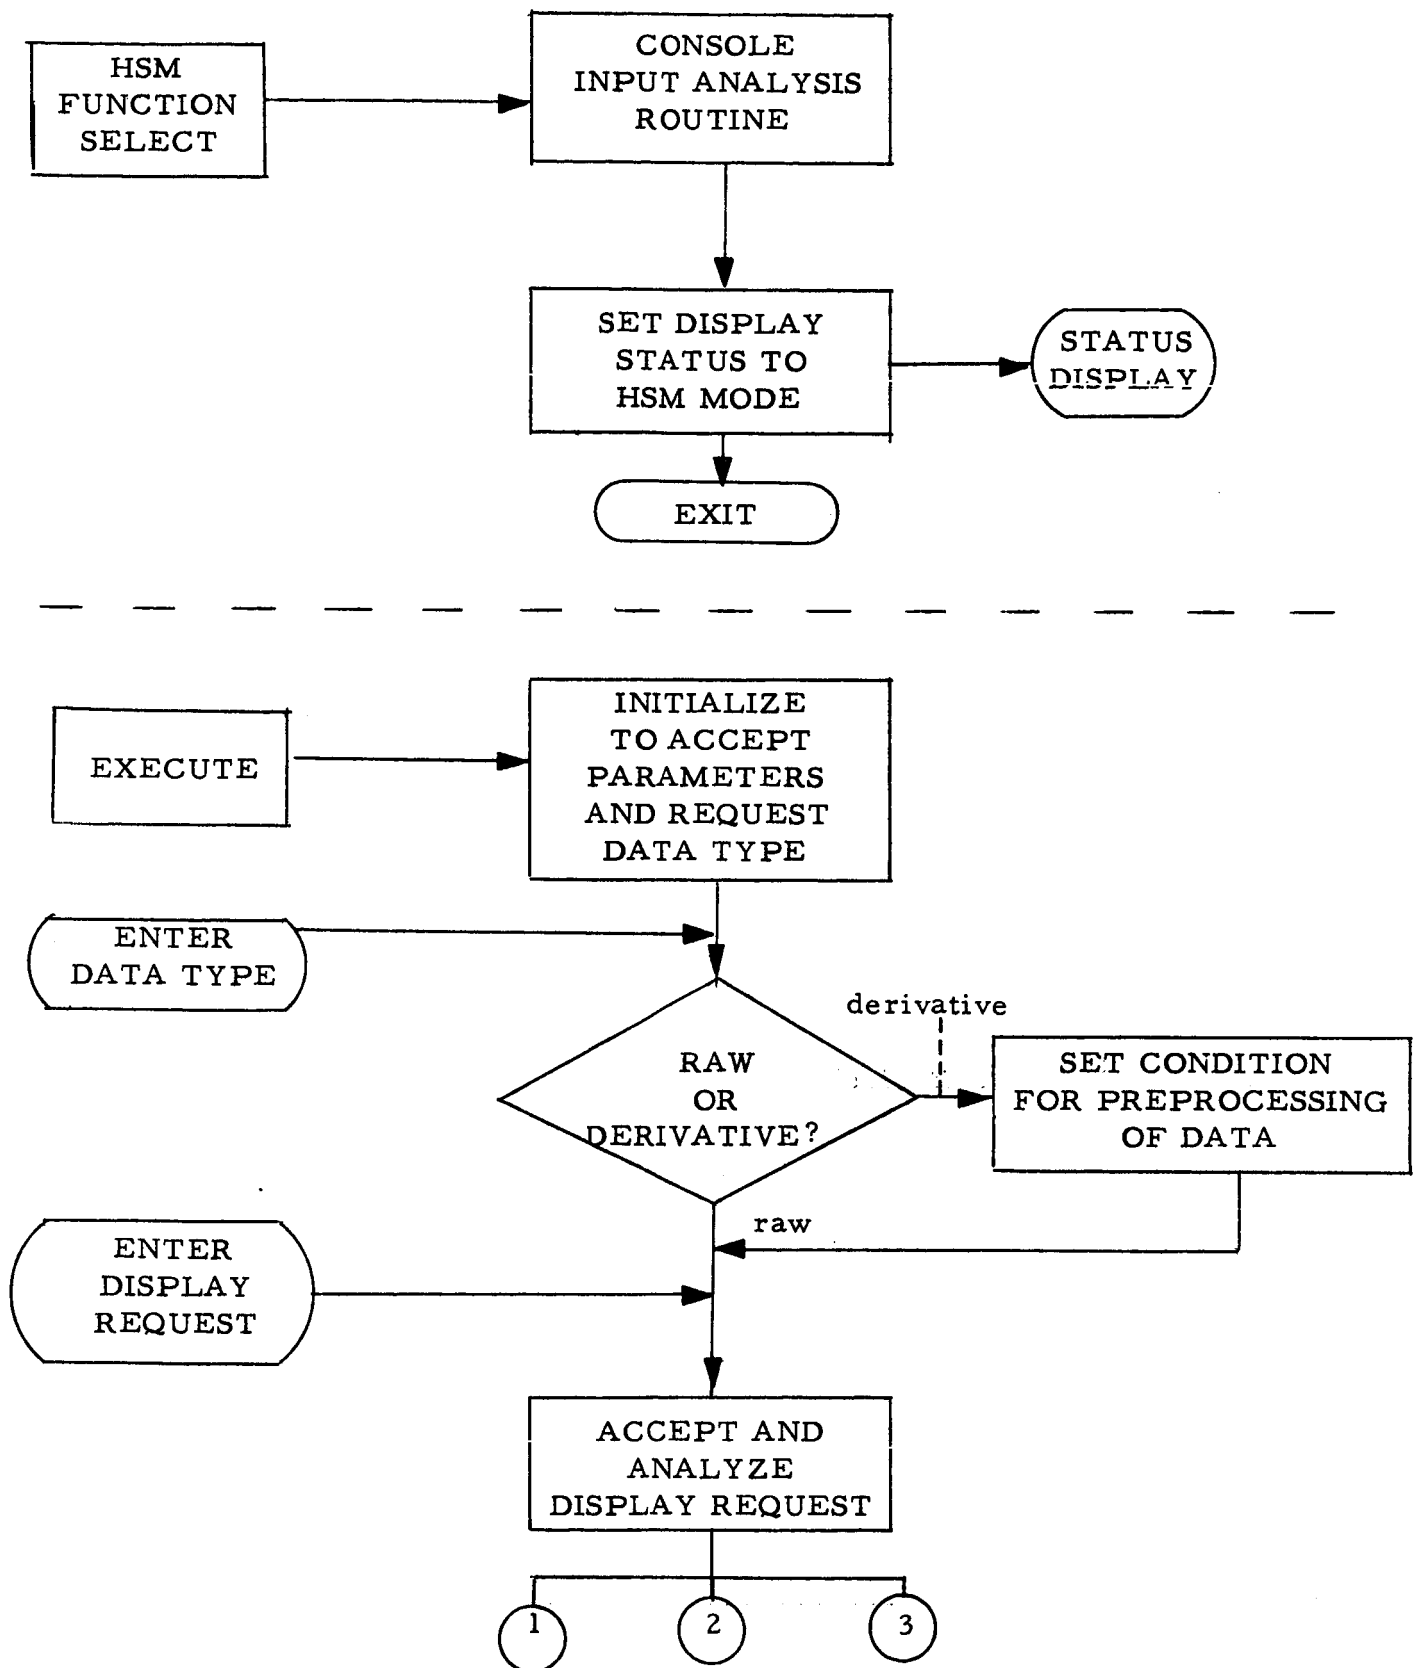 HSM
FUNCTION
SELECT
CONSOLE
INPUT ANALYSIS
ROUTINE
SET DISPLAY
STATUS TO
HSM MODE
STATUS
DISPLAY
EXIT
EXECUTE
INITIALIZE
TO ACCEPT
PARAMETERS
AND REQUEST
DATA TYPE
ENTER
DATA TYPE
RAW
OR
DERIVATIVE?
derivative
SET CONDITION
FOR PREPROCESSING
OF DATA
raw
ENTER
DISPLAY
REQUEST
ACCEPT AND
ANALYZE
DISPLAY REQUEST
1
2
3